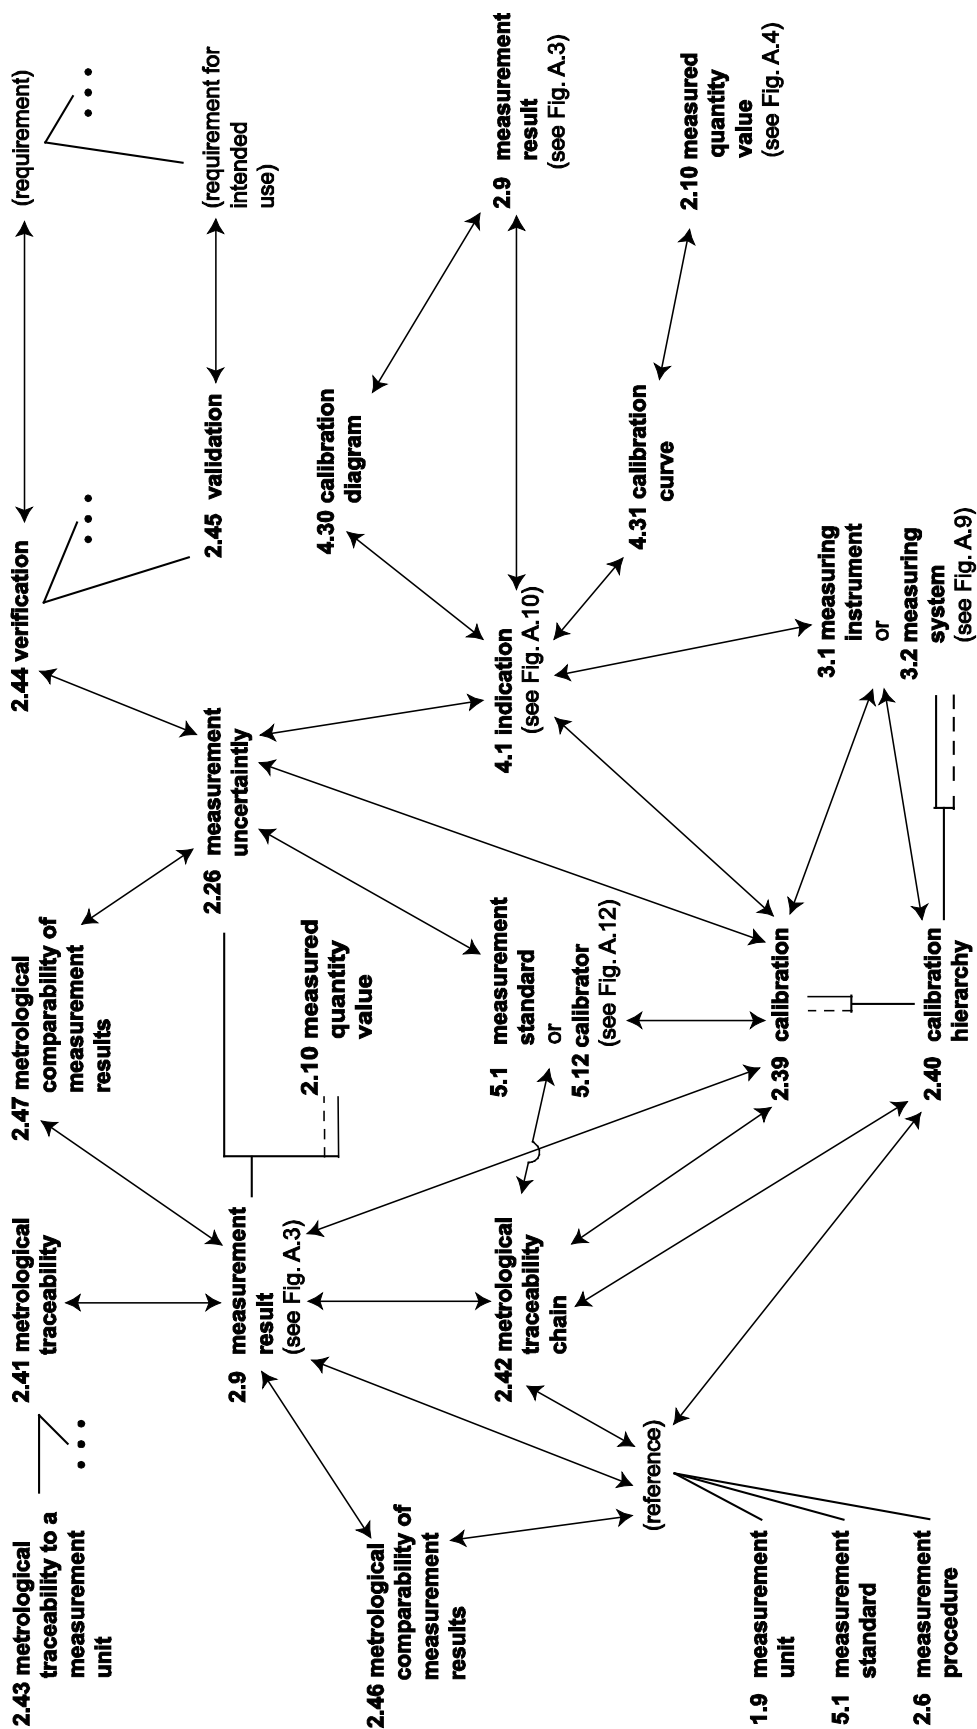 2.43 metrological
traceability to a
measurement
unit
2.41 metrological
traceability
2.47 metrological
comparability of
measurement
results
2.44 verification
(requirement)
2.9 measurement
result
(see Fig. A.3)
2.26 measurement
uncertaintly
2.45 validation
(requirement for
intended
use)
2.10 measured
quantity
value
4.30 calibration
diagram
2.46 metrological
comparability of
measurement
results
2.42 metrological
traceability
chain
5.1 measurement
standard
or
5.12 calibrator
(see Fig. A.12)
4.1 indication
(see Fig. A.10)
2.9 measurement
result
(see Fig. A.3)
(reference)
4.31 calibration
curve
2.10 measured
quantity
value
(see Fig. A.4)
1.9 measurement
unit
5.1 measurement
standard
2.6 measurement
procedure
2.39 calibration
2.40 calibration
hierarchy
3.1 measuring
instrument
or
3.2 measuring
system
(see Fig. A.9)